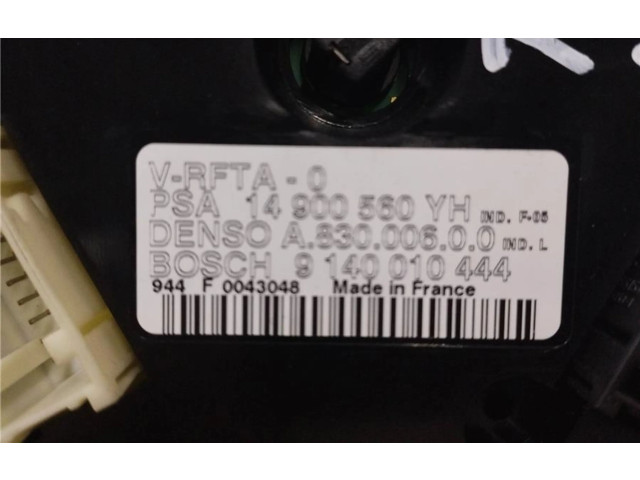 V-RFTA - 0
PSA 14 900 560 YH IND. F-05
DENSO A.830.006.0.0 IND. L
BOSCH 9 140 010 444
944 F 0043048 Made in France